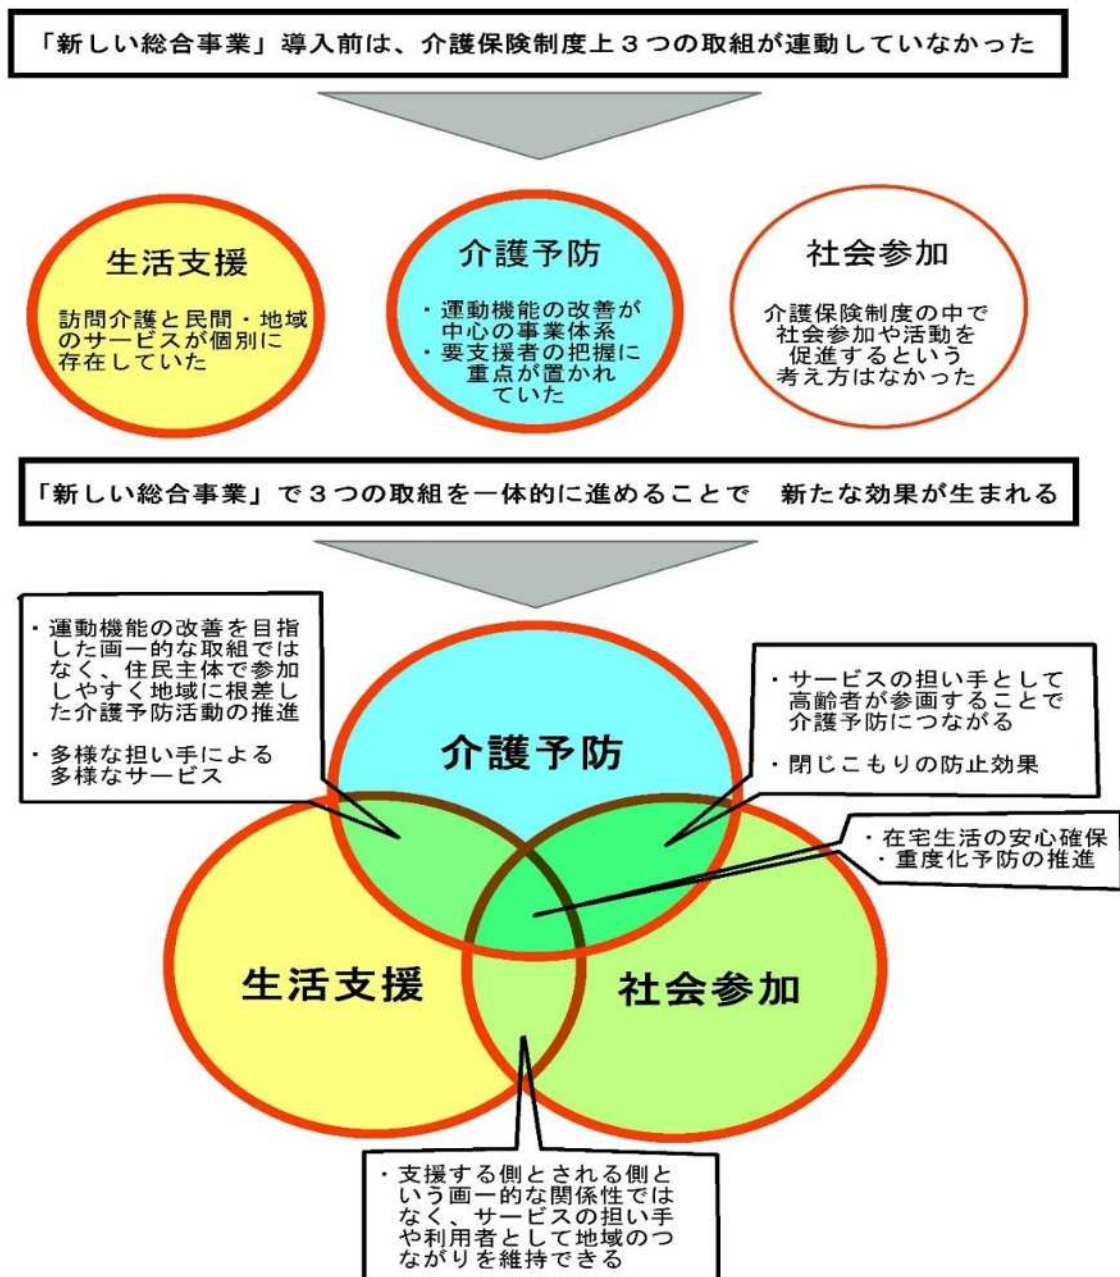 「新しい総合事業」導入前は、介護保険制度上３つの取組が連動していなかった
生活支援
訪問介護と民間・地域
のサービスが個別に
存在していた
介護予防
・運動機能の改善が
中心の事業体系
・要支援者の把握に
重点が置かれ
ていた
社会参加
介護保険制度の中で
社会参加や活動を
促進するという
考え方はなかった
「新しい総合事業」で３つの取組を一体的に進めることで　新たな効果が生まれる
・運動機能の改善を目指
した画一的な取組では
なく、住民主体で参加
しやすく地域に根差し
た介護予防活動の推進
・多様な担い手による
多様なサービス
介護予防
・サービスの担い手として
高齢者が参画することで
介護予防につながる
・閉じこもりの防止効果
・在宅生活の安心確保
・重度化予防の推進
生活支援
社会参加
・支援する側とされる側と
いう画一的な関係性では
なく、サービスの担い手
や利用者として地域のつ
ながりを維持できる